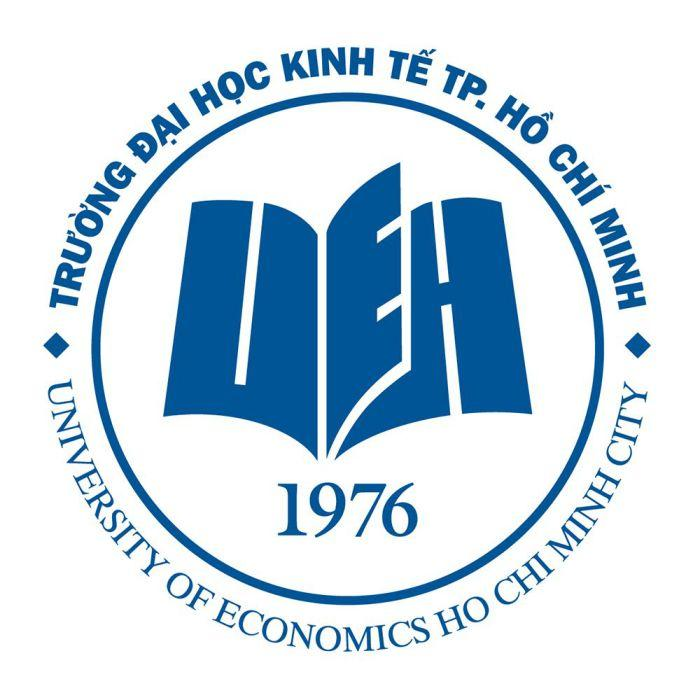 TRƯỜNG ĐẠI HỌC KINH TẾ TP. HỒ CHÍ MINH
UEH
1976
UNIVERSITY OF ECONOMICS HO CHI MINH CITY